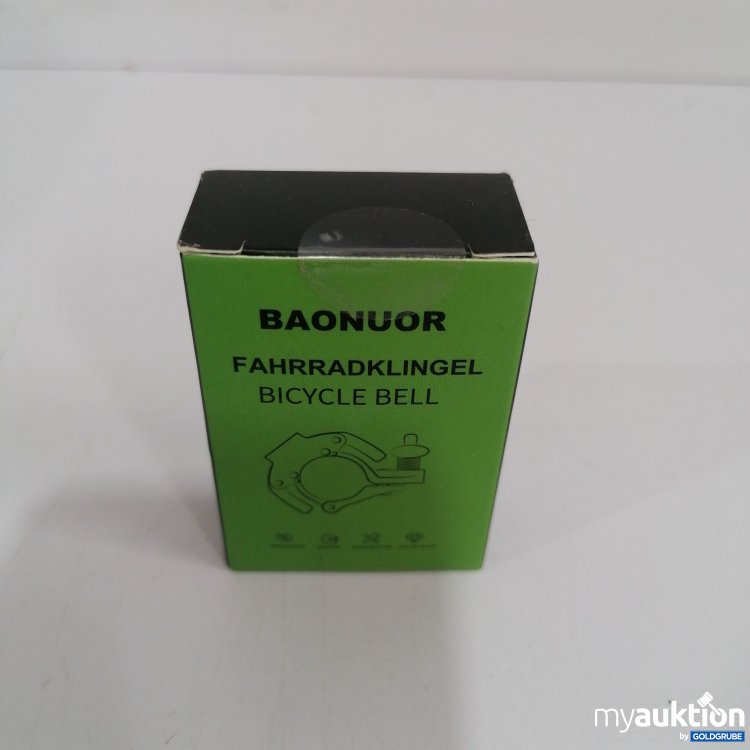 BAONUOR
FAHRRADKLINGEL
BICYCLE BELL
myauktion
by GOLDGRUBE